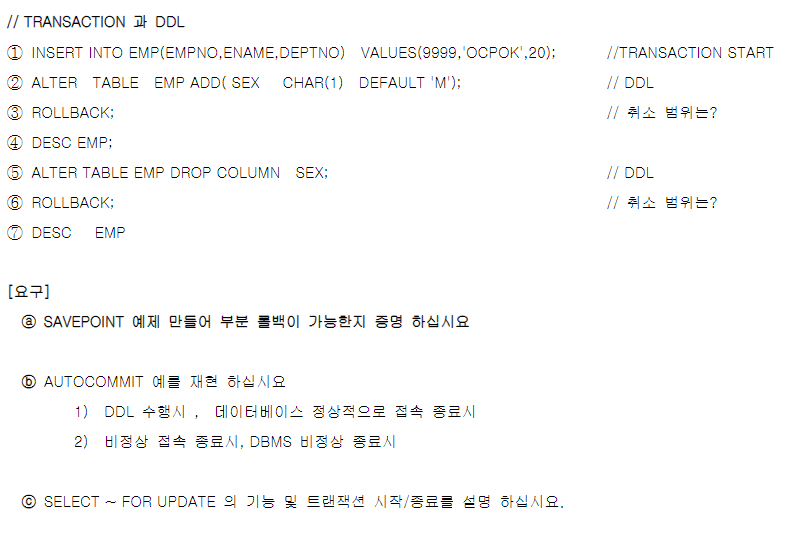 // TRANSACTION 과 DDL
① INSERT INTO EMP(EMPNO,ENAME,DEPTNO) VALUES(9999,'OCPOK',20); //TRANSACTION START
② ALTER TABLE EMP ADD( SEX CHAR(1) DEFAULT 'M'); // DDL
③ ROLLBACK; // 취소 범위는?
④ DESC EMP;
⑤ ALTER TABLE EMP DROP COLUMN SEX; // DDL
⑥ ROLLBACK; // 취소 범위는?
⑦ DESC EMP
[요구]
ⓐ SAVEPOINT 예제 만들어 부분 롤백이 가능한지 증명 하십시요
ⓑ AUTOCOMMIT 예를 재현 하십시요
1) DDL 수행시 , 데이터베이스 정상적으로 접속 종료시
2) 비정상 접속 종료시, DBMS 비정상 종료시
ⓒ SELECT ~ FOR UPDATE 의 기능 및 트랜잭션 시작/종료를 설명 하십시요.